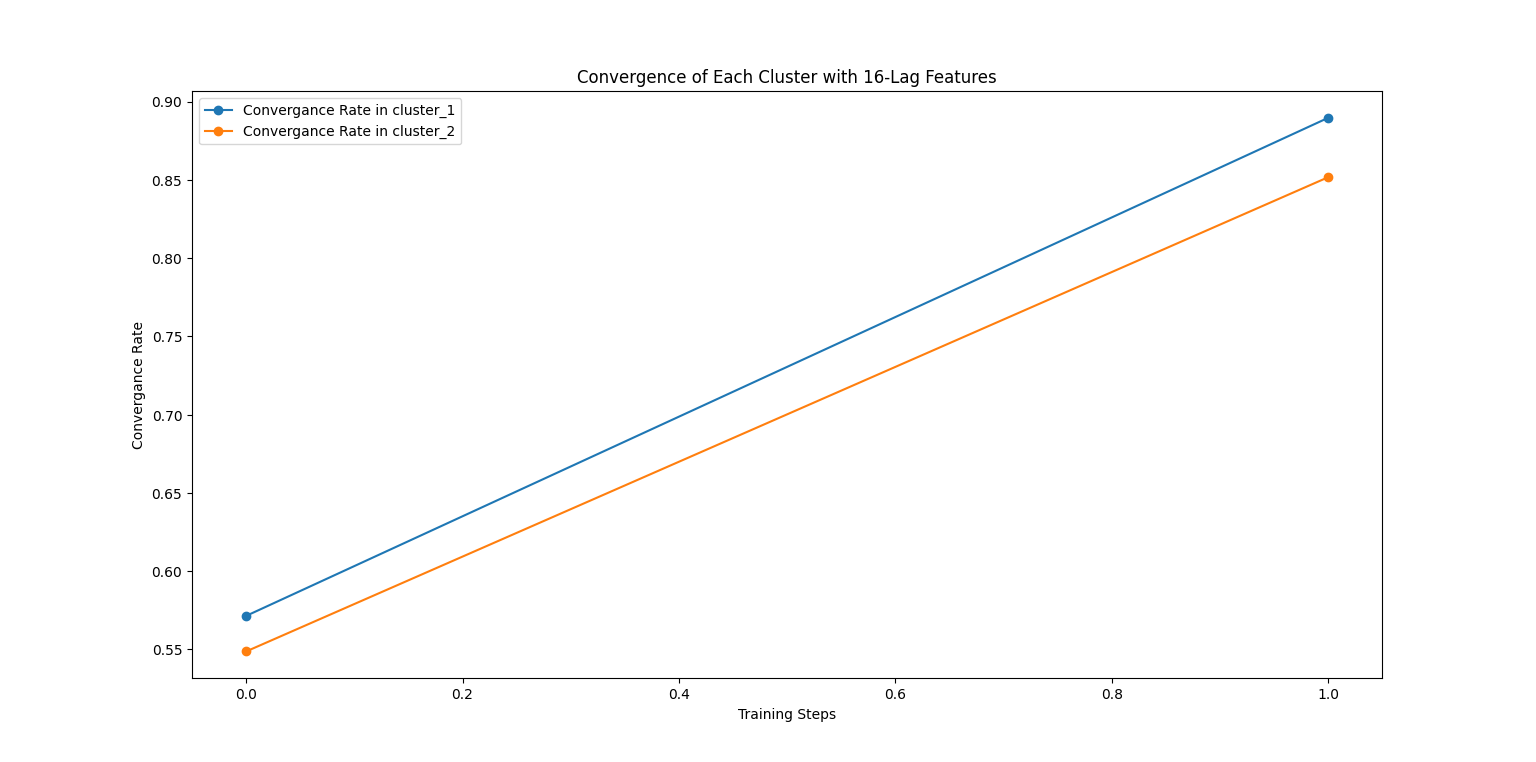 Convergence of Each Cluster with 16-Lag Features
Convergance Rate in cluster_1
Convergance Rate in cluster_2
Convergance Rate
0.90
0.85
0.80
0.75
0.70
0.65
0.60
0.55
0.0 0.2 0.4 0.6 0.8 1.0
Training Steps